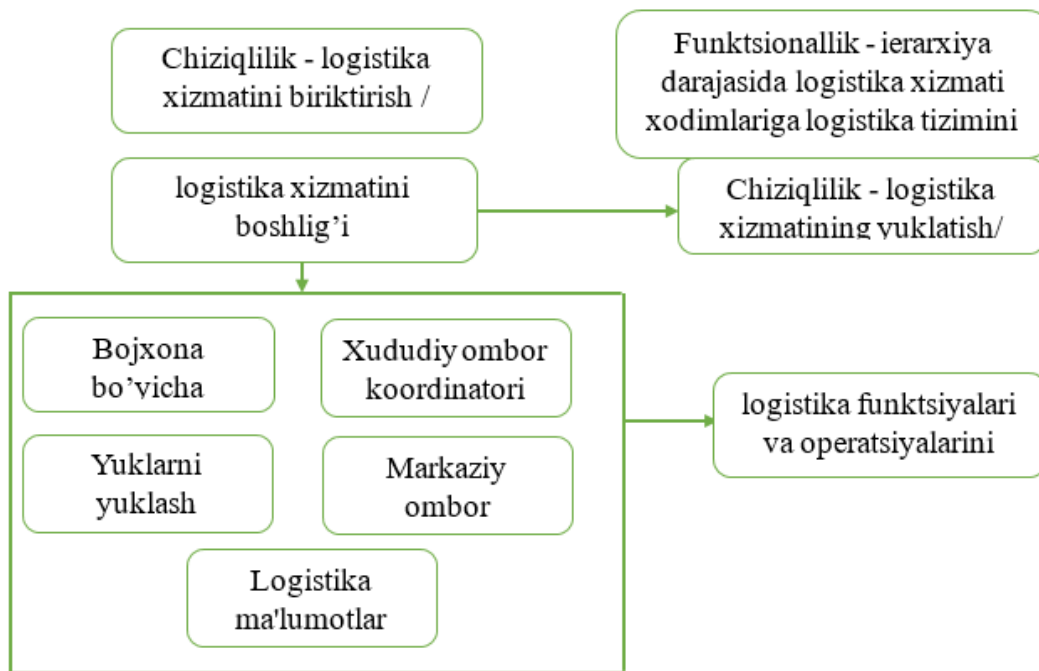 Chiziqlilik - logistika
xizmatini biriktirish /
Funktsionallik - ierarxiya
darajasida logistika xizmati
xodimlariga logistika tizimini
logistika xizmatini
boshlig’i
Chiziqlilik - logistika
xizmatining yuklatish/
Bojxona
bo’yicha
Xududiy ombor
koordinatori
logistika funktsiyalari
va operatsiyalarini
Yuklarni
yuklash
Markaziy
ombor
Logistika
ma'lumotlar